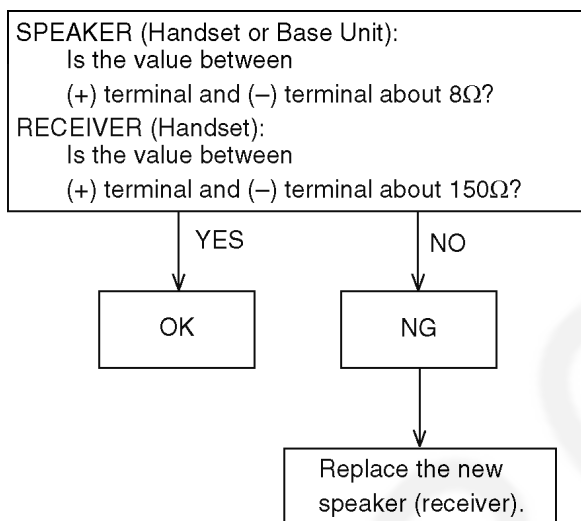 SPEAKER (Handset or Base Unit):
Is the value between
(+) terminal and (–) terminal about 8Ω?
RECEIVER (Handset):
Is the value between
(+) terminal and (–) terminal about 150Ω?
YES
NO
OK
NG
Replace the new
speaker (receiver).